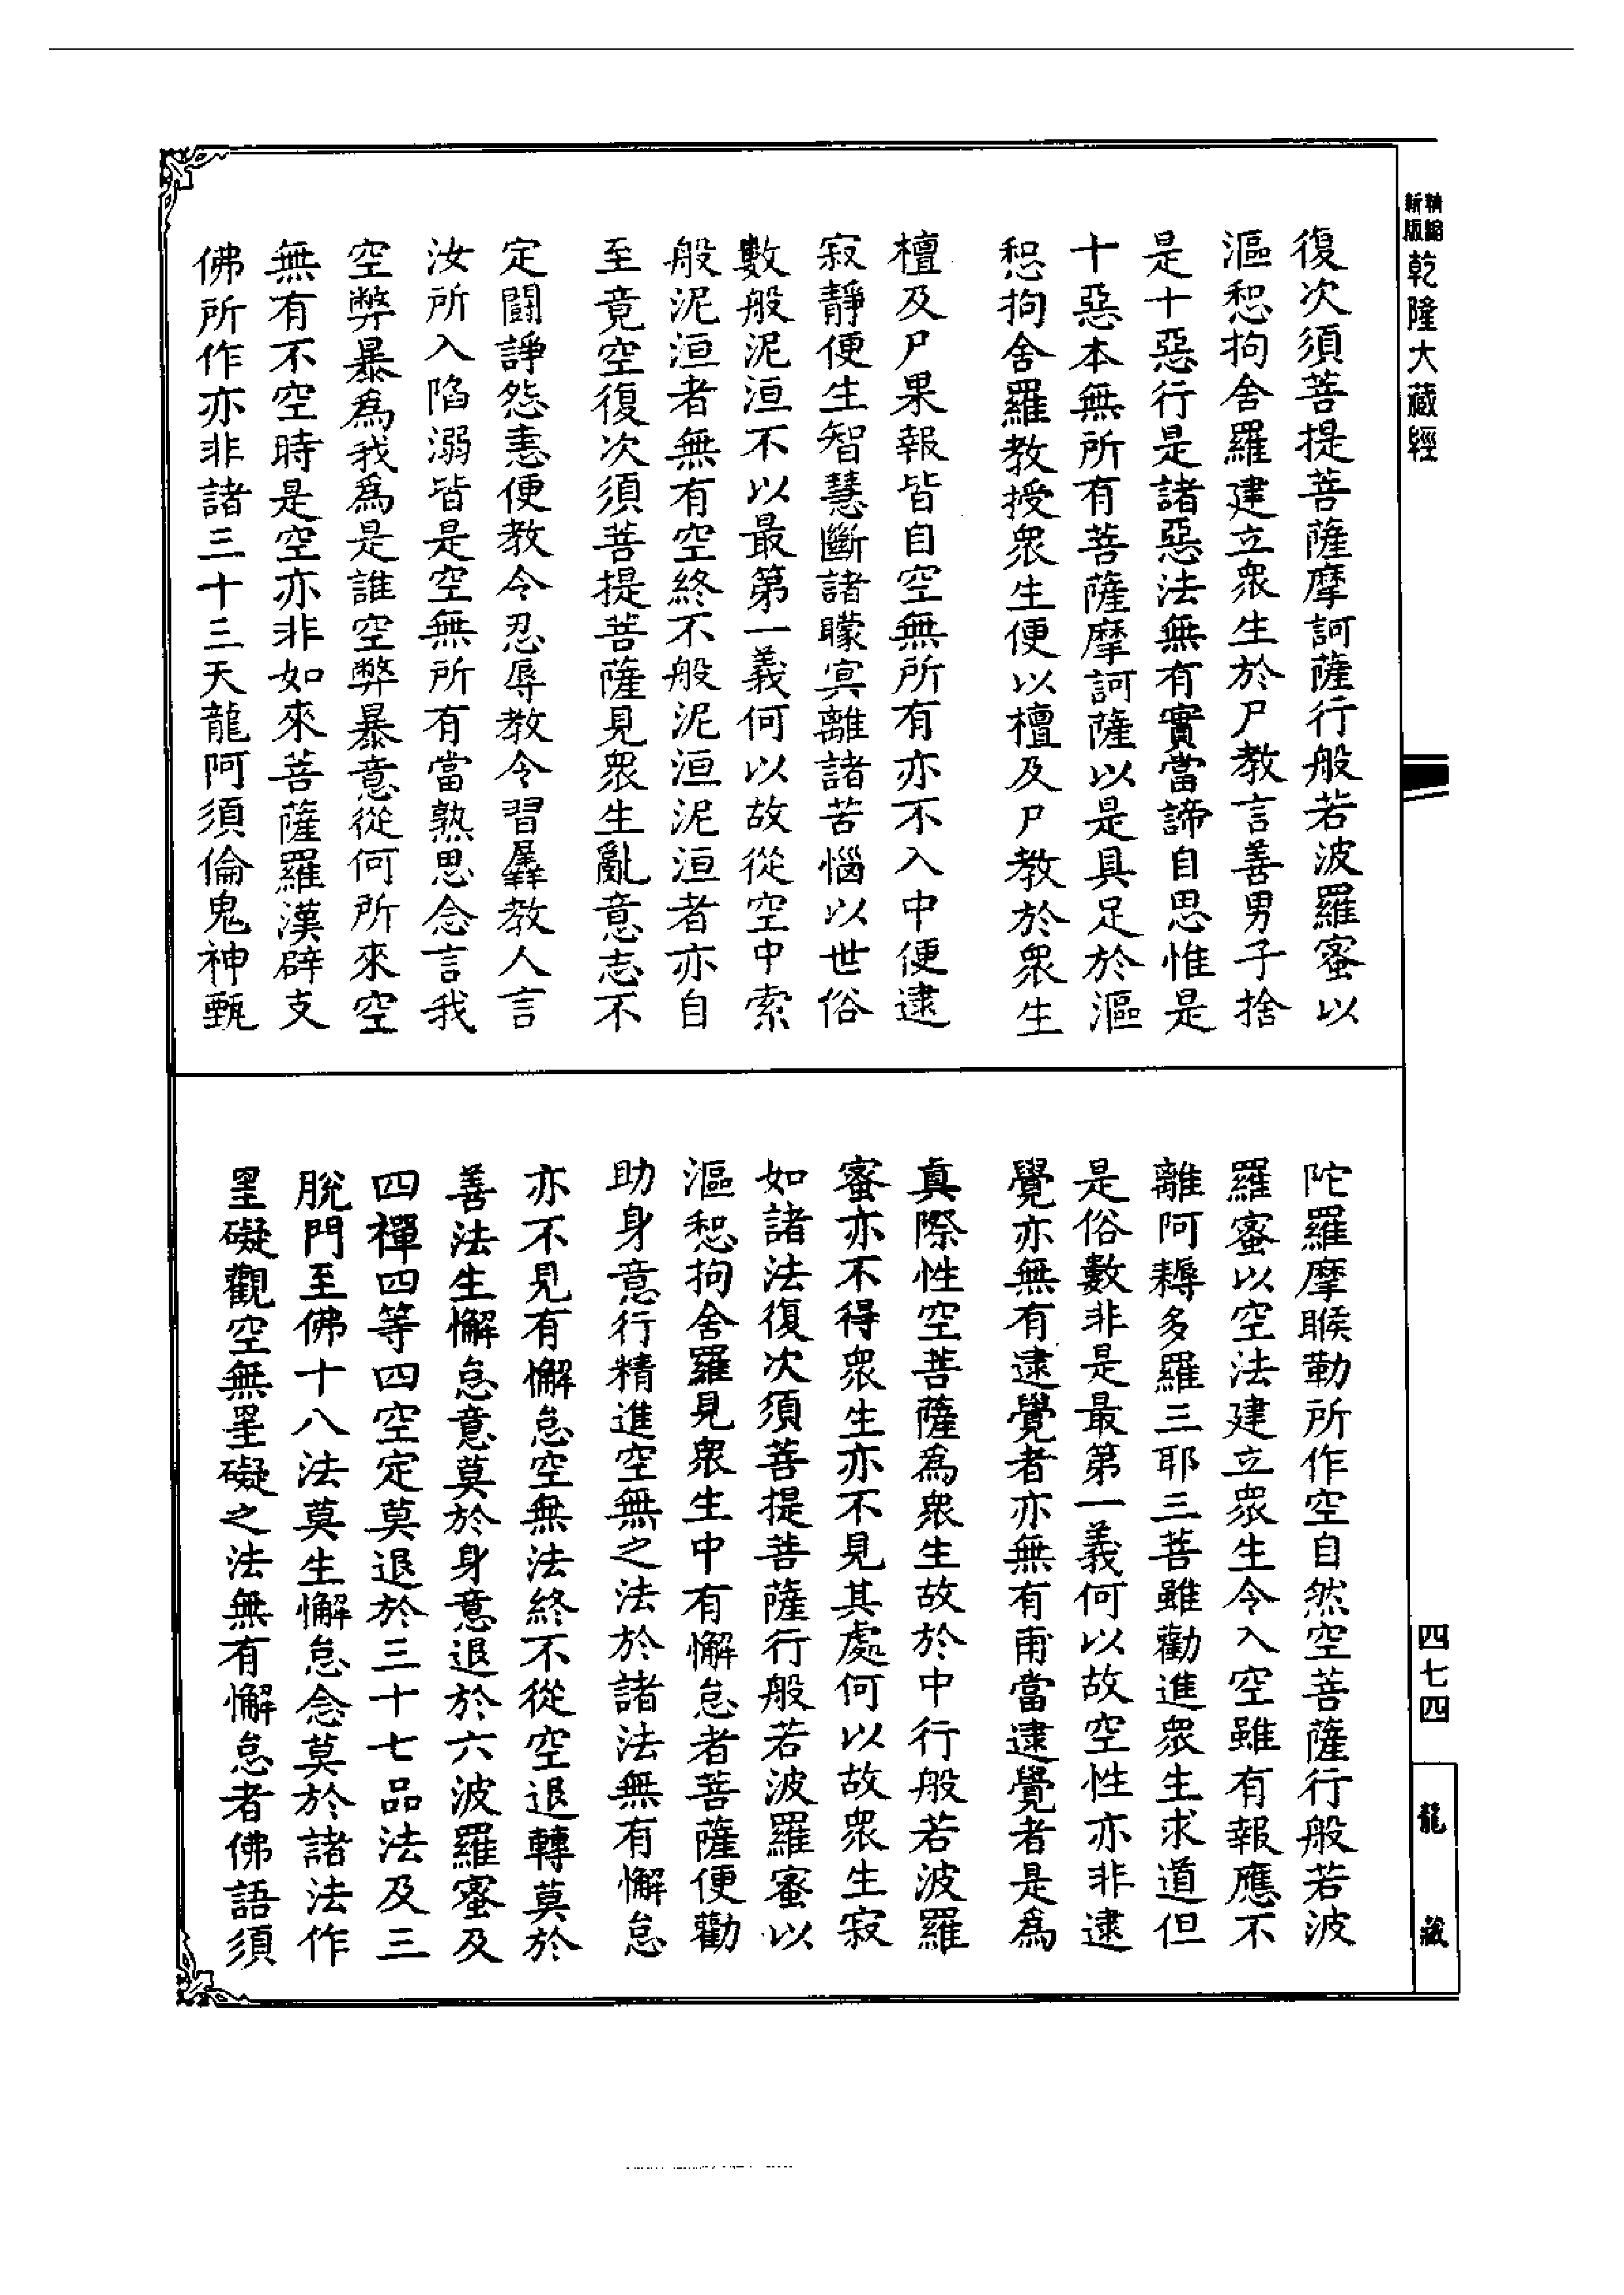 精縮新版乾隆大藏經
復次須菩提菩薩摩訶薩行般若波羅蜜以
漚惒拘舍羅建立眾生於尸教言善男子捨
是十惡行是諸惡法無有實當諦自思惟是
十惡本無所有菩薩摩訶薩以是具足於漚
惒拘舍羅教授眾生便以檀及尸教於眾生
檀及尸果報皆自空無所有亦不入中便逮
寂靜便生智慧斷諸矇冥離諸苦惱以世俗
數般泥洹不以最第一義何以故從空中索
般泥洹者無有空終不般泥洹泥洹者亦自
至竟空復次須菩提菩薩見眾生亂意志不
定鬪諍怨恚便教令忍辱教令習羼教人言
汝所入陷溺皆是空無所有當熟思念言我
空弊暴為我為是誰空弊暴意從何所來空
無有不空時是空亦非如來菩薩羅漢辟支
佛所作亦非諸三十三天龍阿須倫鬼神甄
陀羅摩睺勒所作空自然空菩薩行般若波
羅蜜以空法建立眾生令入空雖有報應不
離阿耨多羅三耶三菩雖勸進眾生求道但
是俗數非是最第一義何以故空性亦非逮
覺亦無有逮覺者亦無有甫當逮覺者是為
真際性空菩薩為眾生故於中行般若波羅
蜜亦不得眾生亦不見其處何以故眾生寂
如諸法復次須菩提菩薩行般若波羅蜜以
漚惒拘舍羅見眾生中有懈怠者菩薩便勸
助身意行精進空無之法於諸法無有懈怠
亦不見有懈怠空無法終不從空退轉莫於
善法生懈怠意莫於身意退於六波羅蜜及
四禪四等四空定莫退於三十七品法及三
脫門至佛十八法莫生懈怠念莫於諸法作
罣礙觀空無罣礙之法無有懈怠者佛語須
四七四
龍藏